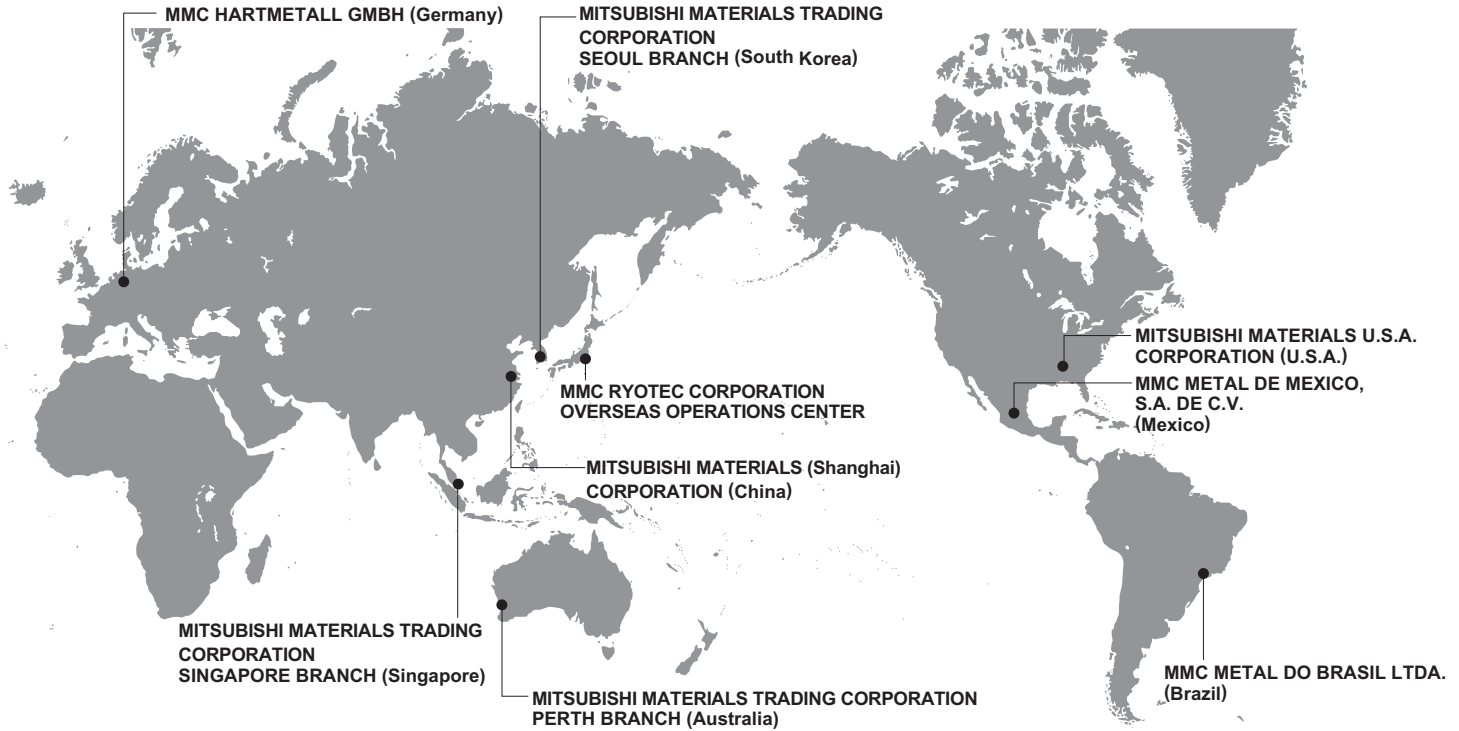 MMC HARTMETALL GMBH (Germany)
MITSUBISHI MATERIALS TRADING
CORPORATION
SEOUL BRANCH (South Korea)
MITSUBISHI MATERIALS U.S.A.
CORPORATION (U.S.A.)
MMC METAL DE MEXICO,
S.A. DE C.V.
(Mexico)
MMC RYOTEC CORPORATION
OVERSEAS OPERATIONS CENTER
MITSUBISHI MATERIALS (Shanghai)
CORPORATION (China)
MITSUBISHI MATERIALS TRADING
CORPORATION
SINGAPORE BRANCH (Singapore)
MITSUBISHI MATERIALS TRADING CORPORATION
PERTH BRANCH (Australia)
MMC METAL DO BRASIL LTDA.
(Brazil)